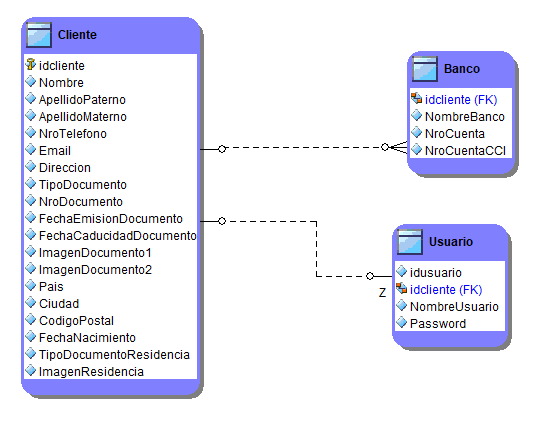 Cliente
idcliente
Nombre
ApellidoPaterno
ApellidoMaterno
NroTelefono
Email
Direccion
TipoDocumento
NroDocumento
FechaEmisionDocumento
FechaCaducidadDocumento
ImagenDocumento1
ImagenDocumento2
Pais
Ciudad
CodigoPostal
FechaNacimiento
TipoDocumentoResidencia
ImagenResidencia
Banco
idcliente (FK)
NombreBanco
NroCuenta
NroCuentaCCI
Usuario
idusuario
idcliente (FK)
NombreUsuario
Password
Z